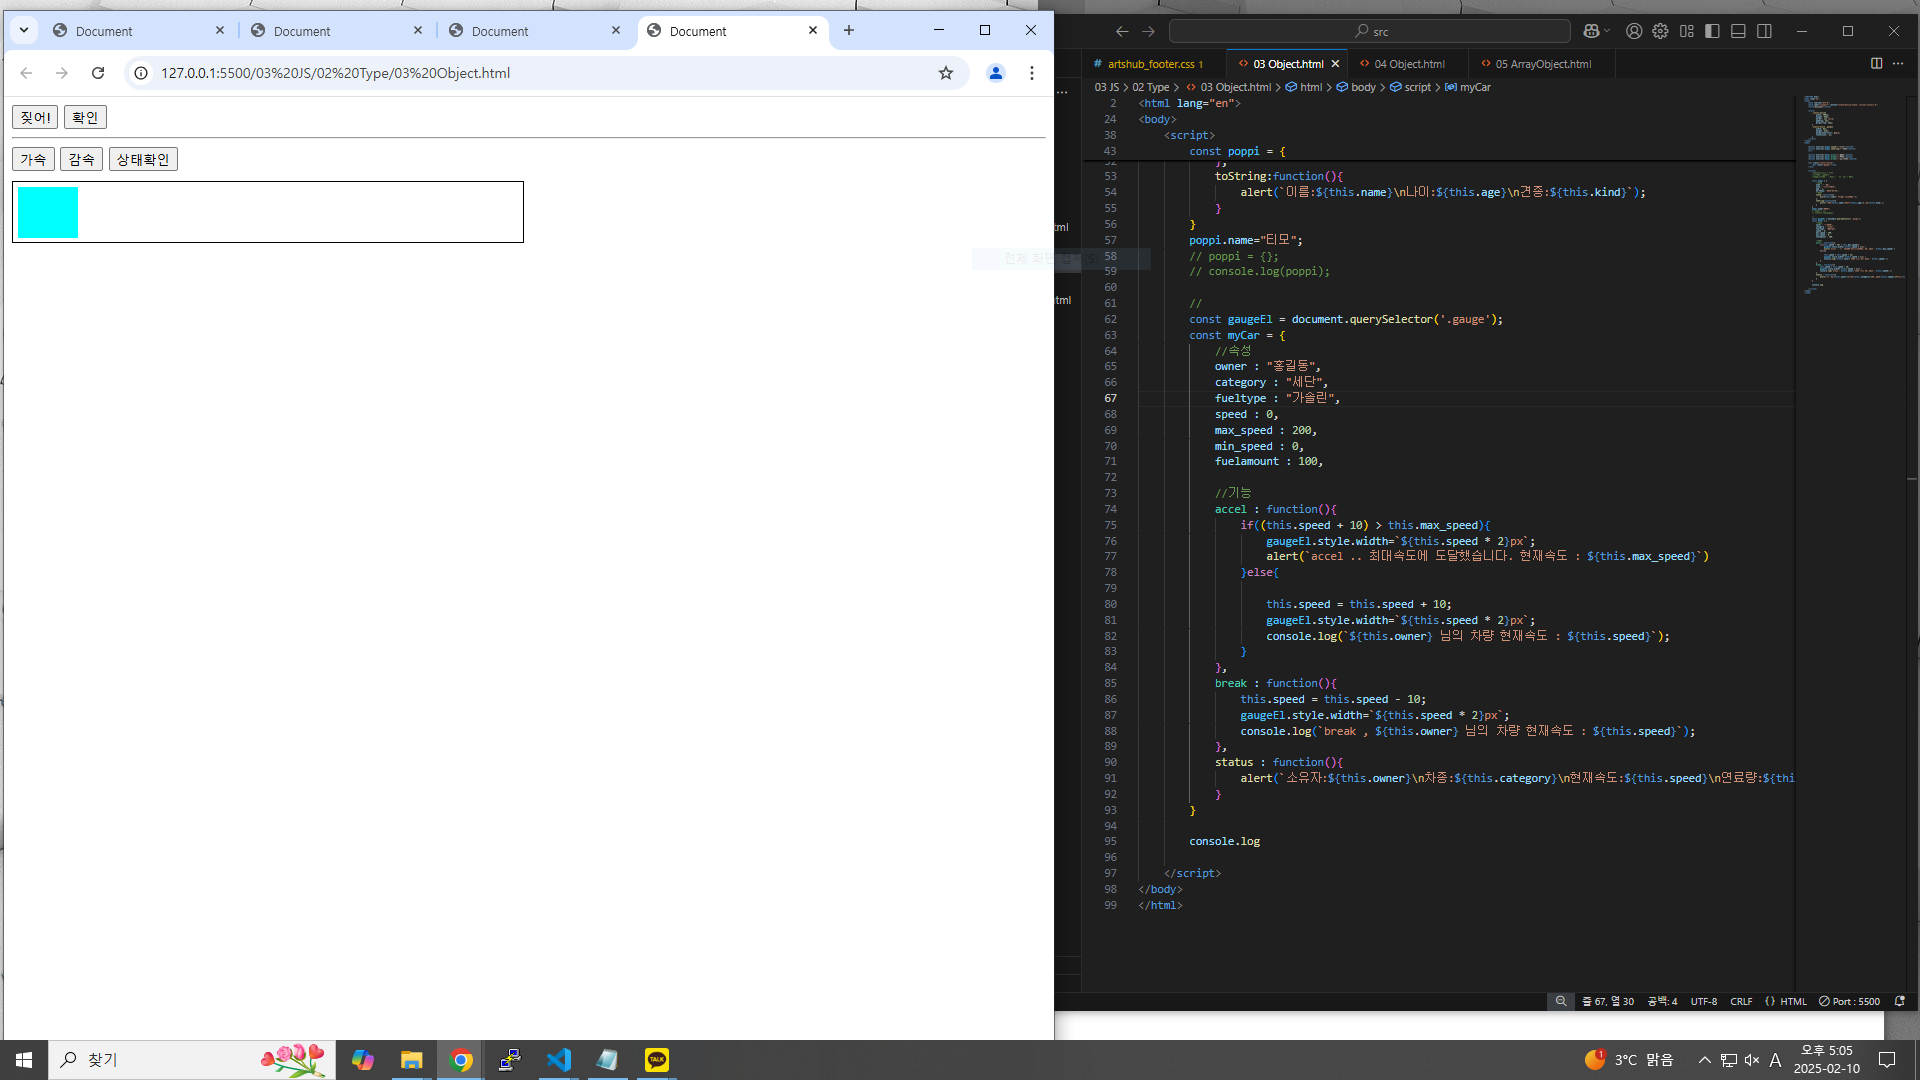 Document
Document
Document
Document
src
127.0.0.1:5500/03%20JS/02%20Type/03%20Object.html
짖어!
확인
가속
감속
상태확인
전체 화면 캡처(S)
# artshub_footer.css 1
03 Object.html
04 Object.html
05 ArrayObject.html
03 JS > 02 Type > 03 Object.html > html > body > script > myCar
2 <html lang="en">
24 <body>
38 <script>
43 const poppi = {
53 toString:function(){
54 alert(`이름:${this.name}\n나이:${this.age}\n견종:${this.kind}`);
55 }
56 }
57 poppi.name="티모";
58 // poppi = {};
59 // console.log(poppi);
60
61 //
62 const gaugeEl = document.querySelector('.gauge');
63 const myCar = {
64 //속성
65 owner : "홍길동",
66 category : "세단",
67 fueltype : "가솔린",
68 speed : 0,
69 max_speed : 200,
70 min_speed : 0,
71 fuelamount : 100,
72
73 //기능
74 accel : function(){
75 if((this.speed + 10) > this.max_speed){
76 gaugeEl.style.width=`${this.speed * 2}px`;
77 alert(`accel .. 최대속도에 도달했습니다. 현재속도 : ${this.max_speed}`)
78 }else{
79
80 this.speed = this.speed + 10;
81 gaugeEl.style.width=`${this.speed * 2}px`;
82 console.log(`${this.owner} 님의 차량 현재속도 : ${this.speed}`);
83 }
84 },
85 break : function(){
86 this.speed = this.speed - 10;
87 gaugeEl.style.width=`${this.speed * 2}px`;
88 console.log(`break , ${this.owner} 님의 차량 현재속도 : ${this.speed}`);
89 },
90 status : function(){
91 alert(`소유자:${this.owner}\n차종:${this.category}\n현재속도:${this.speed}\n연료량:${thi
92 }
93 }
94
95 console.log
96
97 </script>
98 </body>
99 </html>
줄 67, 열 30
공백: 4
UTF-8
CRLF
{} HTML
Port : 5500
찾기
TALK
1
3°C 맑음
A
오후 5:05
2025-02-10